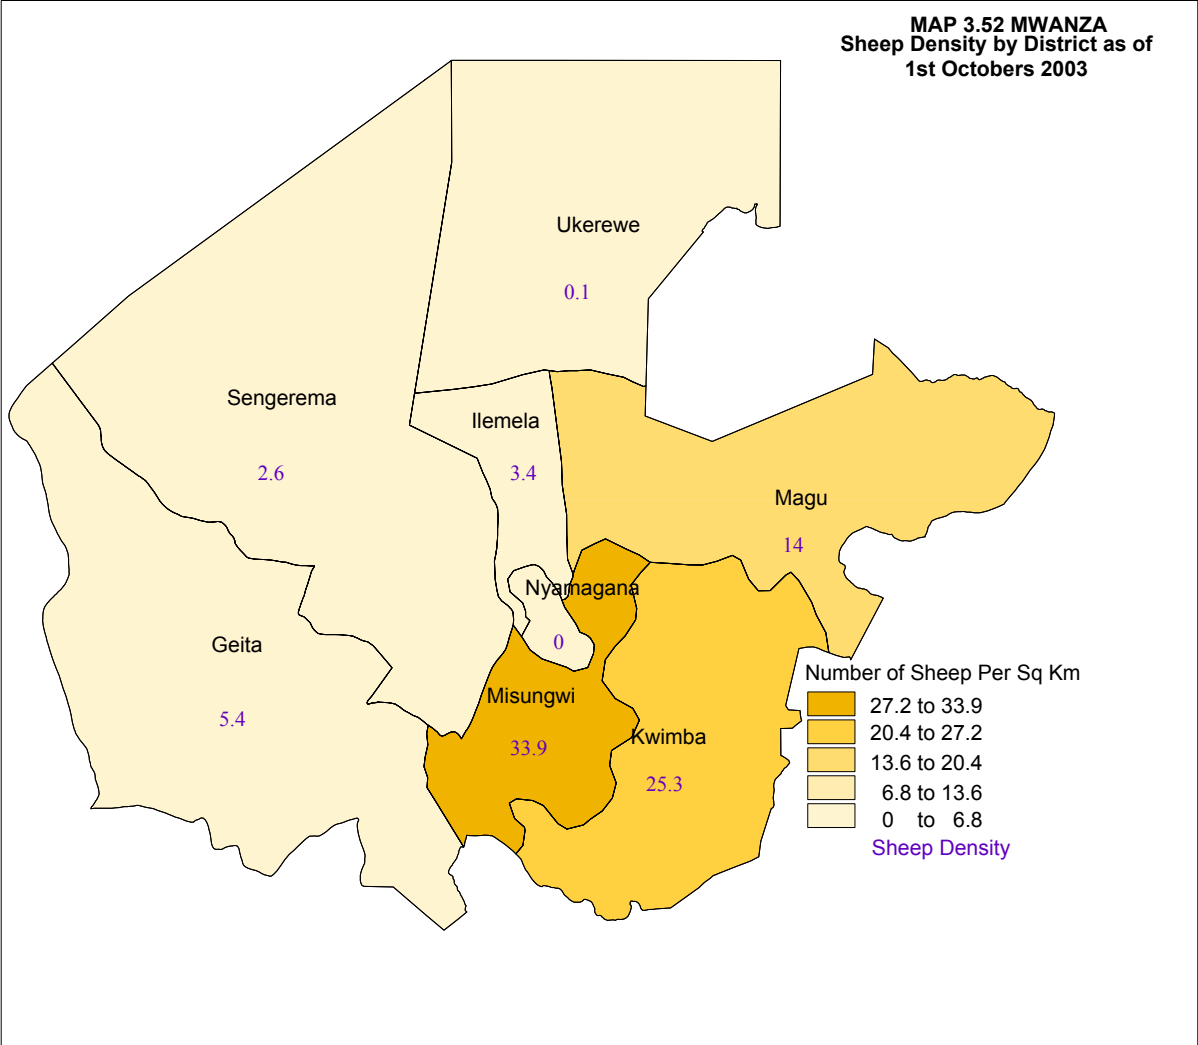 MAP 3.52 MWANZA
Sheep Density by District as of
1st Octobers 2003
Ukerewe
0.1
Sengerema
2.6
Ilemela
3.4
Magu
14
Nyamagana
0
Geita
5.4
Misungwi
33.9
Kwimba
25.3
Number of Sheep Per Sq Km
27.2 to 33.9
20.4 to 27.2
13.6 to 20.4
6.8 to 13.6
0 to 6.8
Sheep Density